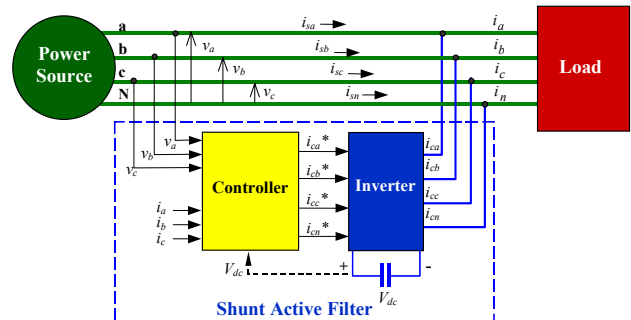 a i_sa i_a
Power Source
v_a
b i_sb i_b
v_b
c i_sc i_c
v_c
N i_sn i_n
Load
v_a
v_b
v_c
i_a
i_b
i_c
Controller
i_ca*
i_cb*
i_cc*
i_cn*
Inverter
i_ca
i_cb
i_cc
i_cn
V_dc
+ -
V_dc
Shunt Active Filter